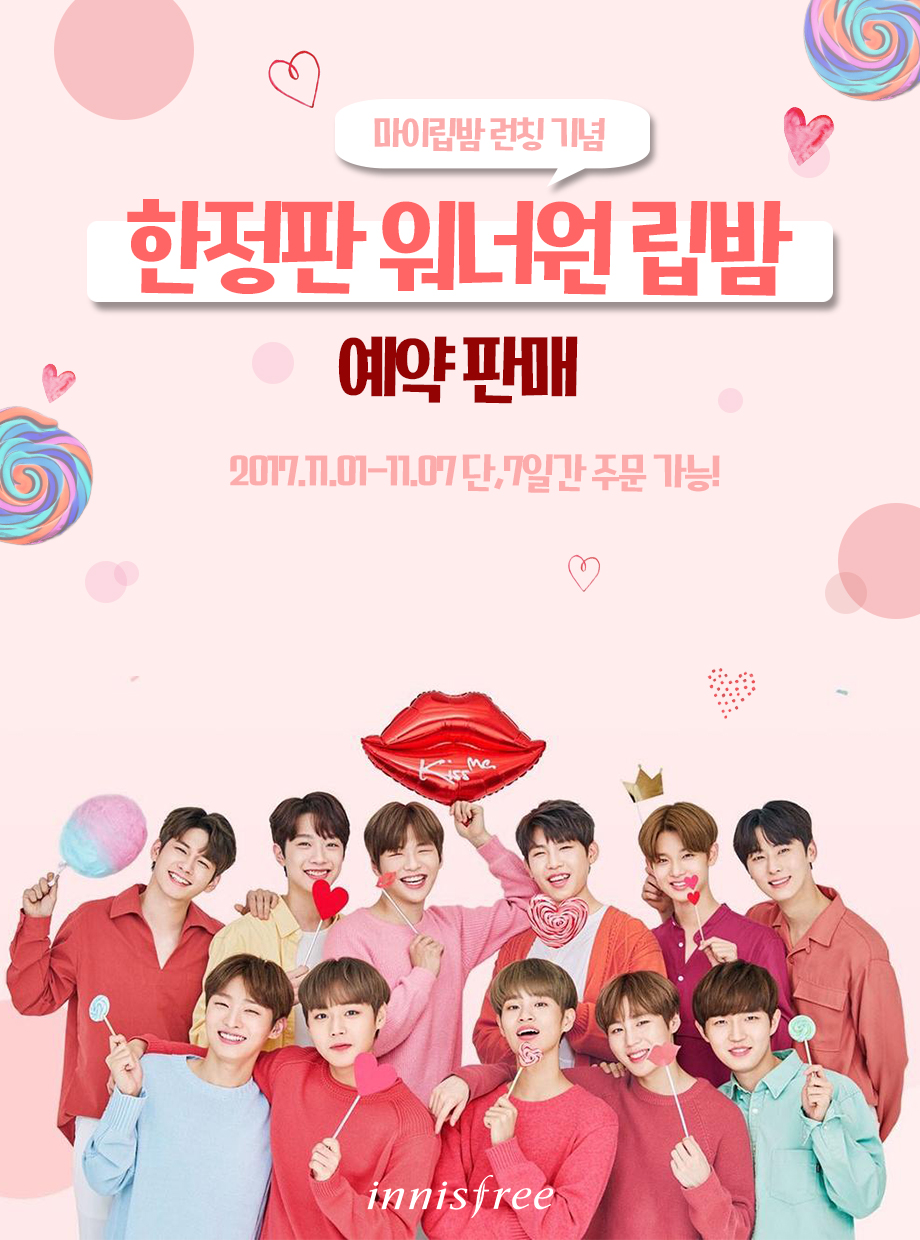 마이립밤 런칭 기념
한정판 워너원 립밤
예약 판매
2017.11.01-11.07 단,7일간 주문 가능!
Kiss Me
innisfree